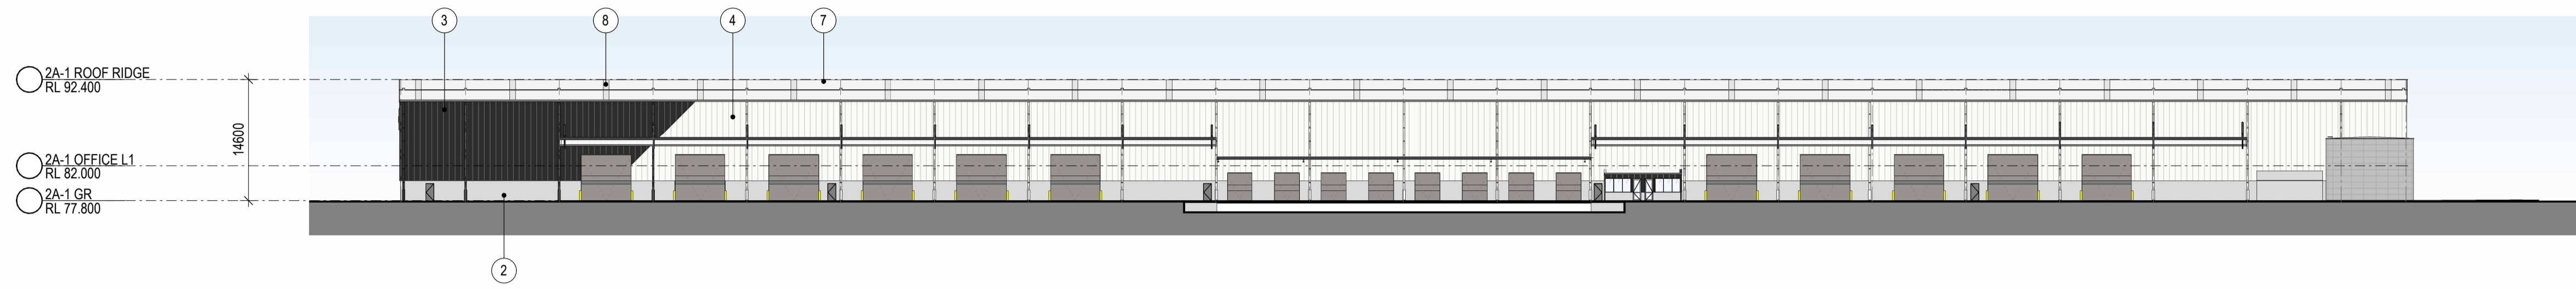 3
8
4
7
2A-1 ROOF RIDGE
RL 92.400
14600
2A-1 OFFICE L1
RL 82.000
2A-1 GR
RL 77.800
2